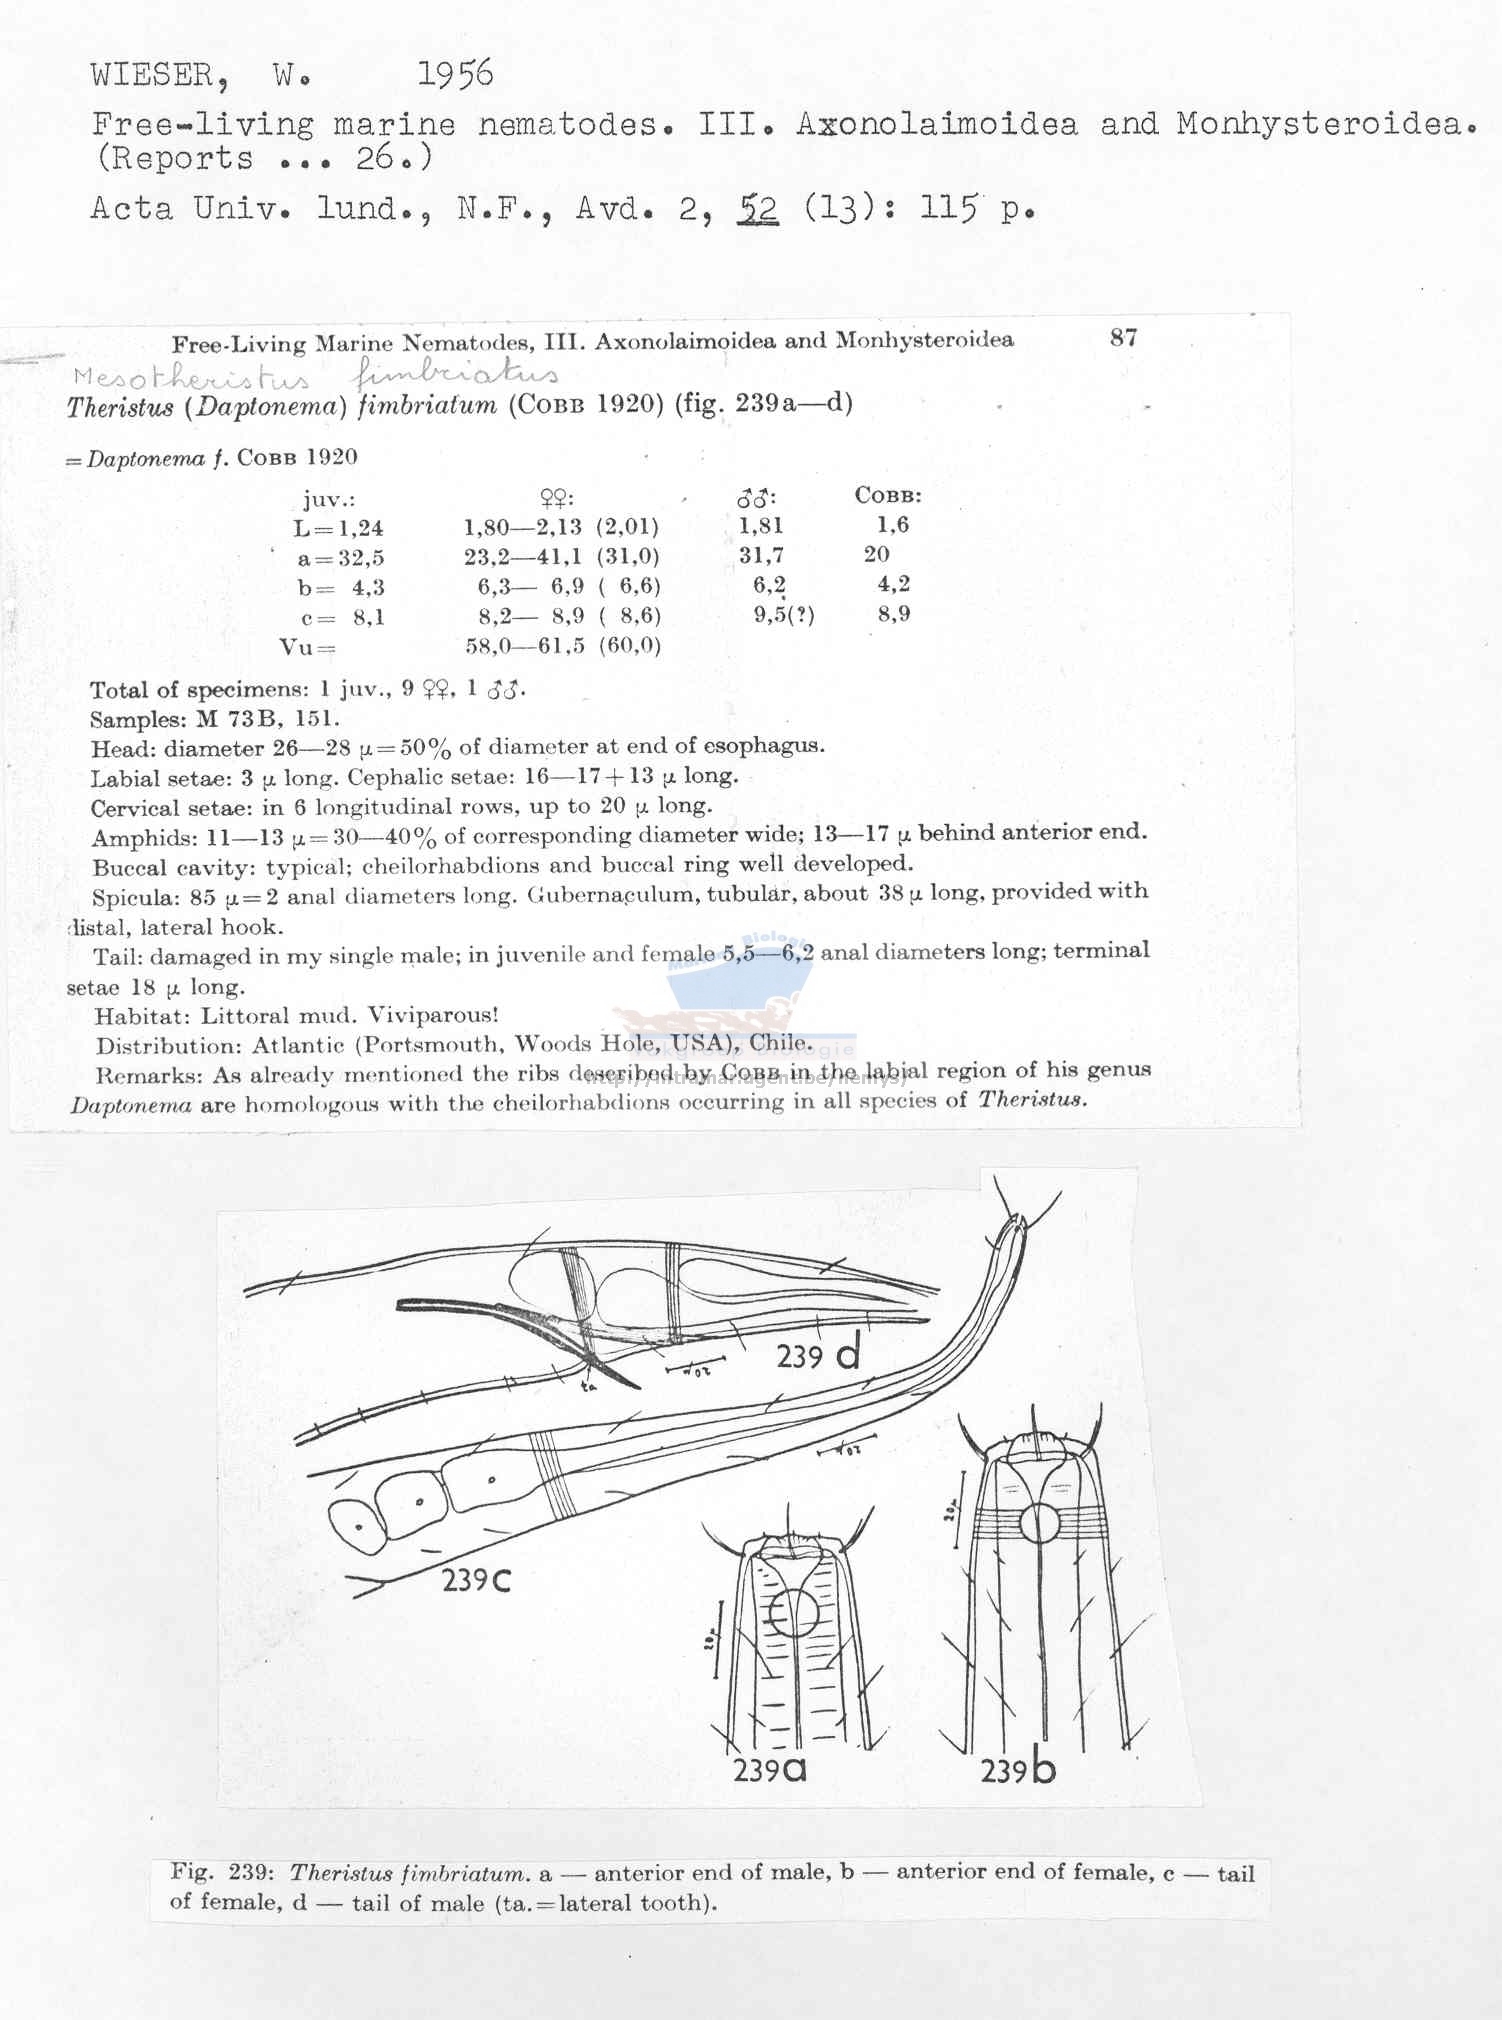 WIESER, W. 1956
Free-living marine nematodes. III. Axonolaimoidea and Monhysteroidea.
(Reports ... 26.)
Acta Univ. lund., N.F., Avd. 2, 52 (13): 115 p.
Free-Living Marine Nematodes, III. Axonolaimoidea and Monhysteroidea 87
Mesotheristus fimbriatus
Theristus (Daptonema) fimbriatum (COBB 1920) (fig. 239a—d)
=Daptonema f. COBB 1920
juv.: ♀♀: ♂♂: COBB:
L=1,24 1,80—2,13 (2,01) 1,81 1,6
a=32,5 23,2—41,1 (31,0) 31,7 20
b= 4,3 6,3— 6,9 ( 6,6) 6,2 4,2
c= 8,1 8,2— 8,9 ( 8,6) 9,5(?) 8,9
Vu= 58,0—61,5 (60,0)
Total of specimens: 1 juv., 9 ♀♀, 1 ♂♂.
Samples: M 73B, 151.
Head: diameter 26—28 μ=50% of diameter at end of esophagus.
Labial setae: 3 μ long. Cephalic setae: 16—17+13 μ long.
Cervical setae: in 6 longitudinal rows, up to 20 μ long.
Amphids: 11—13 μ=30—40% of corresponding diameter wide; 13—17 μ behind anterior end.
Buccal cavity: typical; cheilorhabdions and buccal ring well developed.
Spicula: 85 μ=2 anal diameters long. Gubernaculum, tubular, about 38 μ long, provided with
distal, lateral hook.
Tail: damaged in my single male; in juvenile and female 5,5—6,2 anal diameters long; terminal
setae 18 μ long.
Habitat: Littoral mud. Viviparous!
Distribution: Atlantic (Portsmouth, Woods Hole, USA), Chile.
Remarks: As already mentioned the ribs described by COBB in the labial region of his genus
Daptonema are homologous with the cheilorhabdions occurring in all species of Theristus.
Marine Biologie
Vakgroep Biologie
239 d
ta
20μ
20μ
239c
20μ
20μ
239a
239b
Fig. 239: Theristus fimbriatum. a — anterior end of male, b — anterior end of female, c — tail
of female, d — tail of male (ta.=lateral tooth).